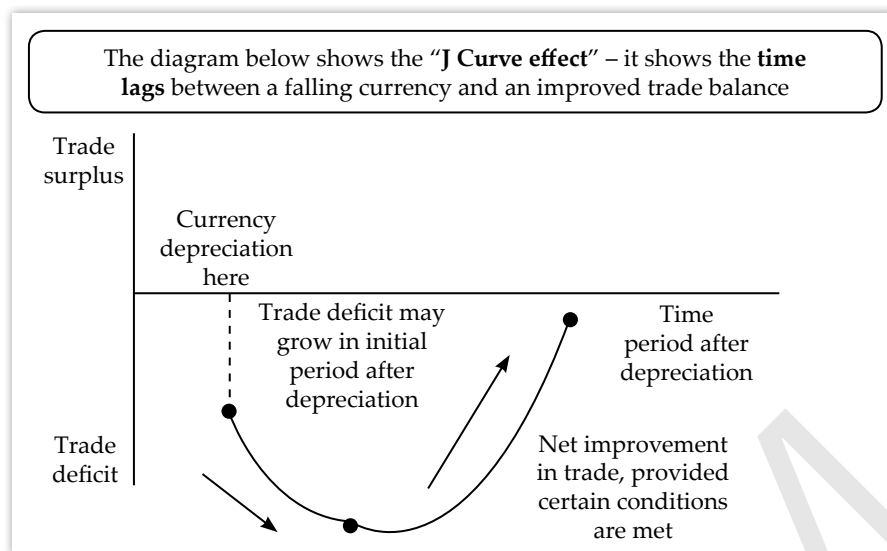 The diagram below shows the “J Curve effect” – it shows the time
lags between a falling currency and an improved trade balance
Trade
surplus
Currency
depreciation
here
Trade deficit may
grow in initial
period after
depreciation
Time
period after
depreciation
Trade
deficit
Net improvement
in trade, provided
certain conditions
are met